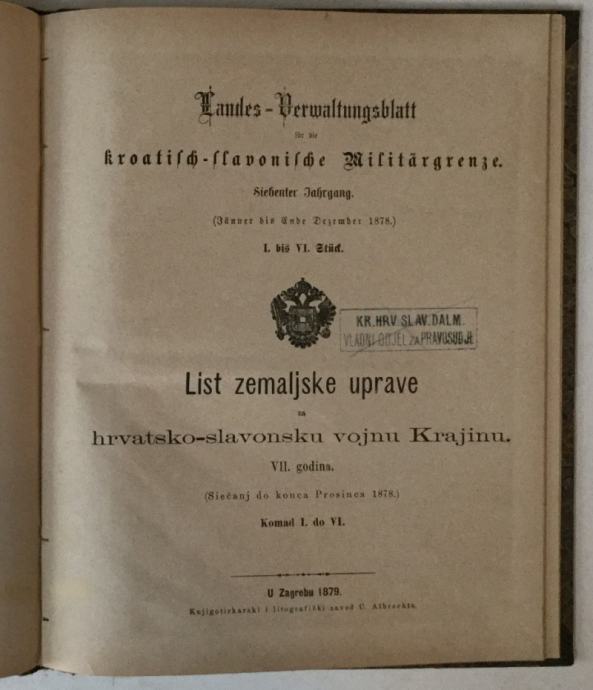 Landes-Verwaltungsblatt
für die
kroatisch-slavonische Militärgrenze.
Siebenter Jahrgang.
(Jänner bis Ende Dezember 1878.)
I. bis VI. Stück.
KR. HRV. SLAV. DALM.
VLADNI ODJEL ZA PRAVOSUDJE
List zemaljske uprave
za
hrvatsko-slavonsku vojnu Krajinu.
VII. godina.
(Siečanj do konca Prosinca 1878.)
Komad I. do VI.
U Zagrebu 1879.
Knjigotiskarski i litografički zavod C. Albrechta.